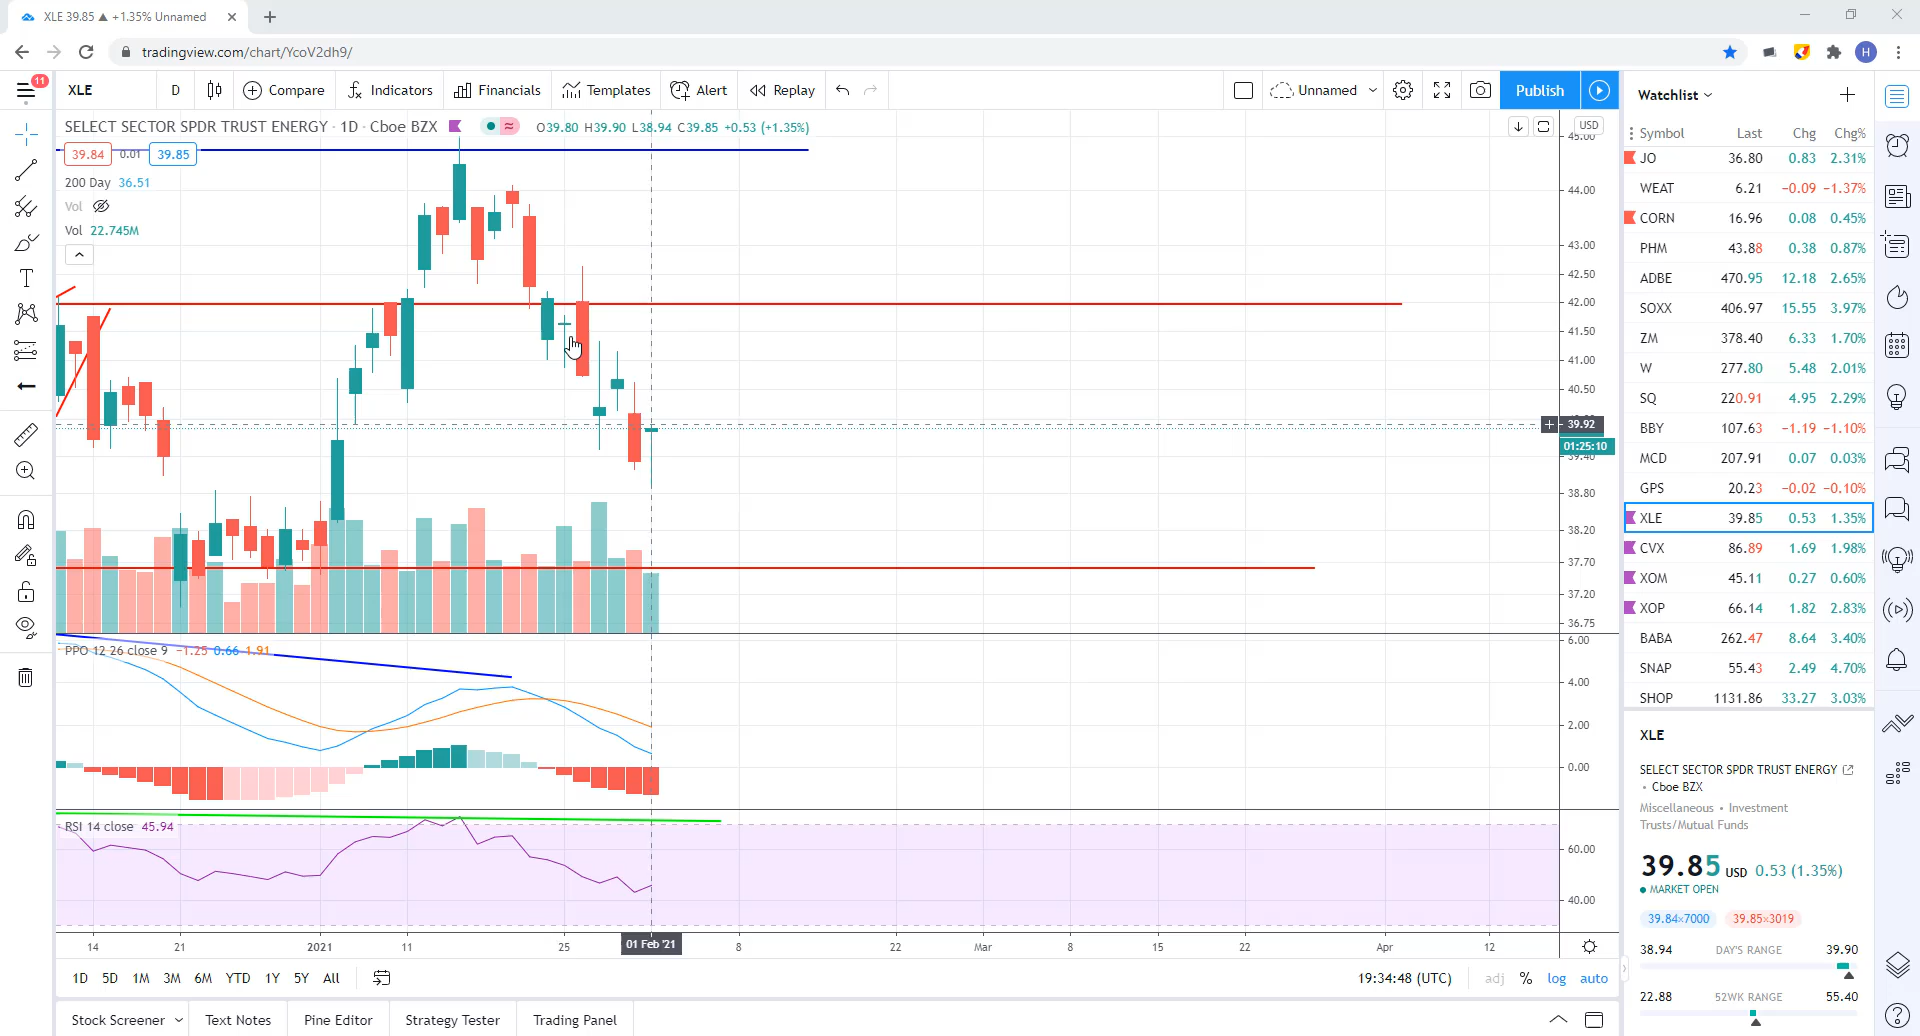 XLE 39.85 ▲ +1.35% Unnamed
tradingview.com/chart/YcoV2dh9/
H
11
XLE D Compare Indicators Financials Templates Alert Replay Unnamed Publish
SELECT SECTOR SPDR TRUST ENERGY · 1D · Cboe BZX O39.80 H39.90 L38.94 C39.85 +0.53 (+1.35%)
39.84 0.01 39.85
200 Day 36.51
Vol
Vol 22.745M
USD
45.00
44.00
43.00
42.50
42.00
41.50
41.00
40.50
39.92
01:25:10
39.40
38.80
38.20
37.70
37.20
36.75
PPO 12 26 close 9 −1.25 0.66 1.91
6.00
4.00
2.00
0.00
RSI 14 close 45.94
60.00
40.00
14 21 2021 11 25 01 Feb '21 8 22 Mar 8 15 22 Apr 12
1D 5D 1M 3M 6M YTD 1Y 5Y All 19:34:48 (UTC) adj % log auto
Stock Screener Text Notes Pine Editor Strategy Tester Trading Panel
Watchlist
Symbol Last Chg Chg%
JO 36.80 0.83 2.31%
WEAT 6.21 −0.09 −1.37%
CORN 16.96 0.08 0.45%
PHM 43.88 0.38 0.87%
ADBE 470.95 12.18 2.65%
SOXX 406.97 15.55 3.97%
ZM 378.40 6.33 1.70%
W 277.80 5.48 2.01%
SQ 220.91 4.95 2.29%
BBY 107.63 −1.19 −1.10%
MCD 207.91 0.07 0.03%
GPS 20.23 −0.02 −0.10%
XLE 39.85 0.53 1.35%
CVX 86.89 1.69 1.98%
XOM 45.11 0.27 0.60%
XOP 66.14 1.82 2.83%
BABA 262.47 8.64 3.40%
SNAP 55.43 2.49 4.70%
SHOP 1131.86 33.27 3.03%
XLE
SELECT SECTOR SPDR TRUST ENERGY
• Cboe BZX
Miscellaneous • Investment
Trusts/Mutual Funds
39.85 USD 0.53 (1.35%)
● MARKET OPEN
39.84×7000 39.85×3019
38.94 DAY'S RANGE 39.90
22.88 52WK RANGE 55.40